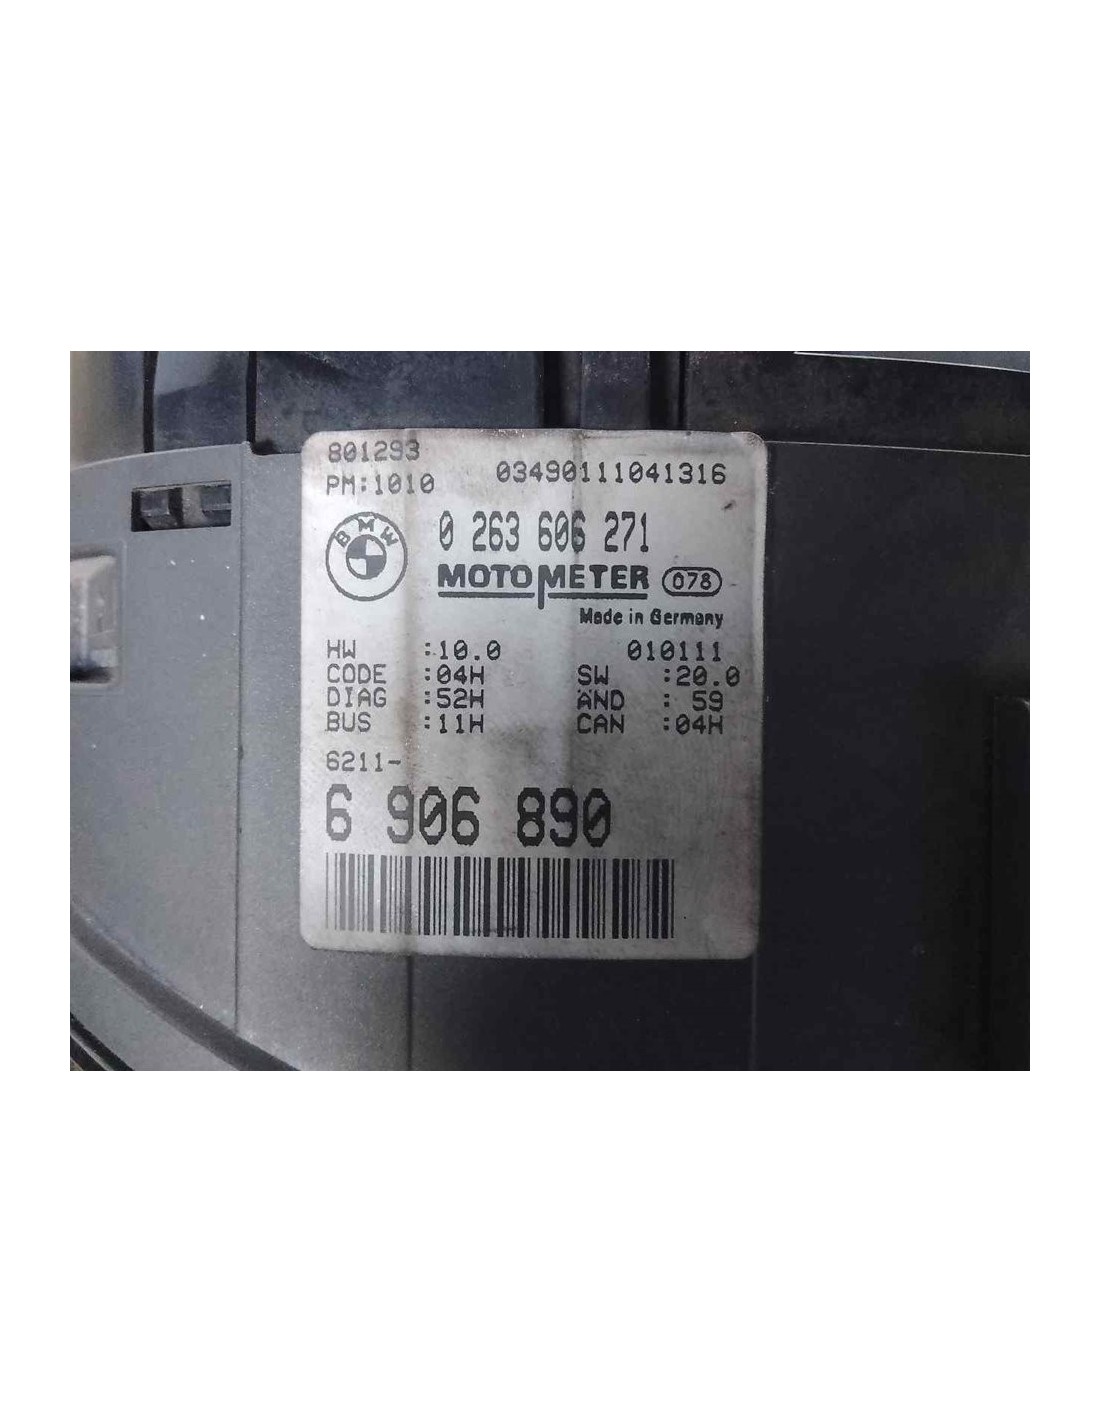 801293
PM:1010 03490111041316
BMW 0 263 606 271
MOTOMETER 078
Made in Germany
HW :10.0 010111
CODE :04H SW :20.0
DIAG :52H AND : 59
BUS :11H CAN :04H
6211-
6 906 890